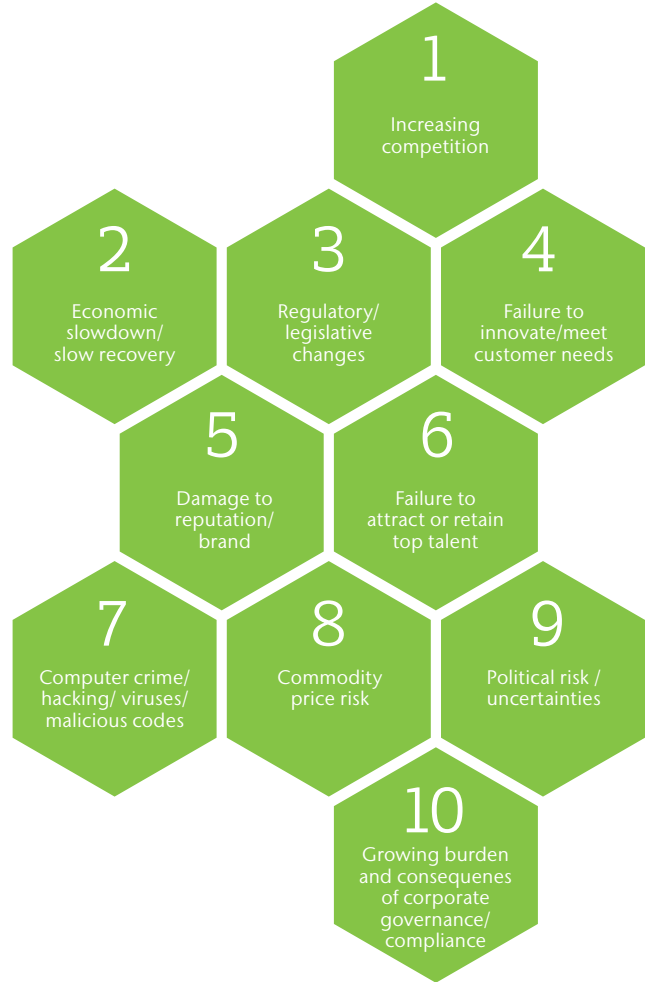 1
Increasing
competition
2
Economic
slowdown/
slow recovery
3
Regulatory/
legislative
changes
4
Failure to
innovate/meet
customer needs
5
Damage to
reputation/
brand
6
Failure to
attract or retain
top talent
7
Computer crime/
hacking/ viruses/
malicious codes
8
Commodity
price risk
9
Political risk /
uncertainties
10
Growing burden
and consequenes
of corporate
governance/
compliance